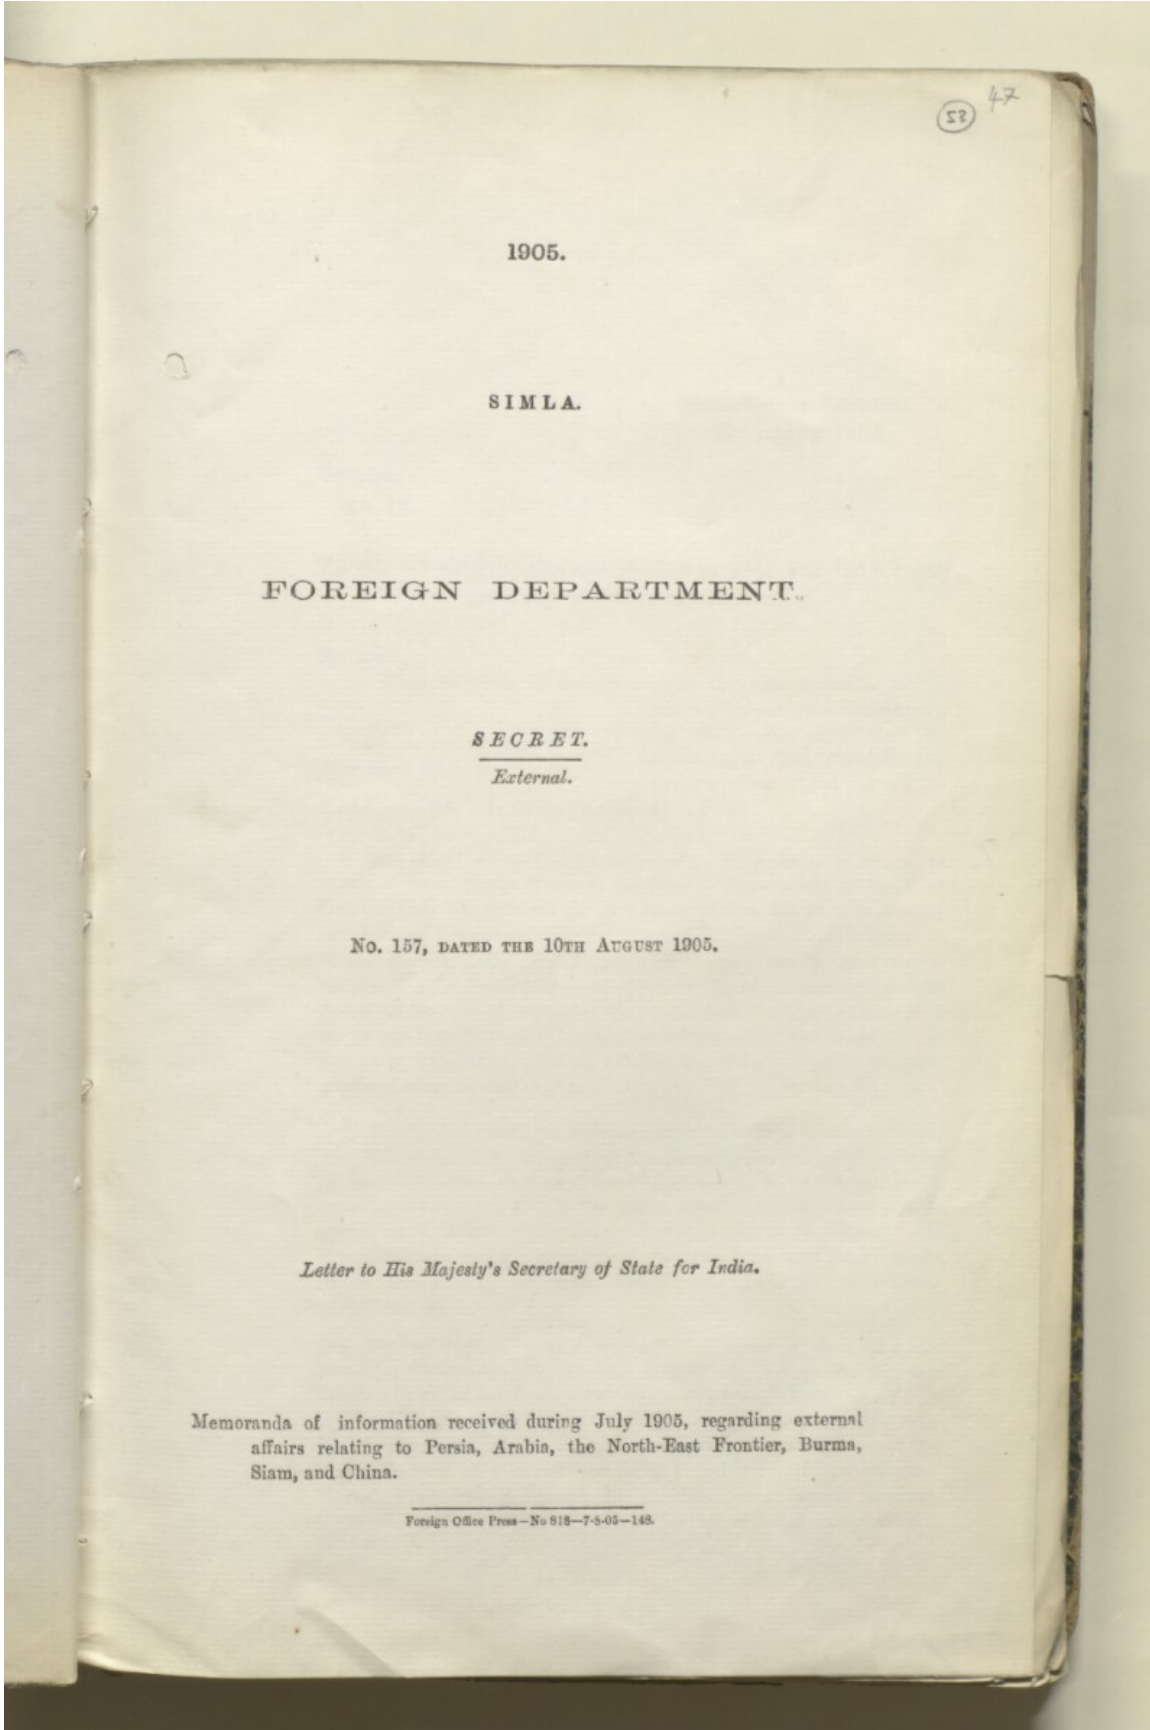 47
53
1905.
SIMLA.
FOREIGN DEPARTMENT.
SECRET.
External.
No. 157, DATED THE 10TH AUGUST 1905.
Letter to His Majesty's Secretary of State for India.
Memoranda of information received during July 1905, regarding external
affairs relating to Persia, Arabia, the North-East Frontier, Burma,
Siam, and China.
Foreign Office Press—No 818—7-8-05—148.